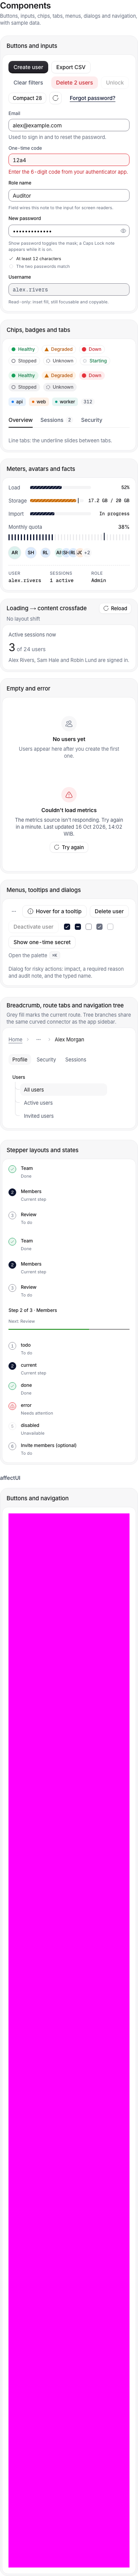 Components
Buttons, inputs, chips, tabs, menus, dialogs and navigation, with sample data.
Buttons and inputs
Create user
Export CSV
Clear filters
Delete 2 users
Unlock
Compact 28
Forgot password?
Email
alex@example.com
Used to sign in and to reset the password.
One-time code
12a4
Enter the 6-digit code from your authenticator app.
Role name
Auditor
Field wires this note to the input for screen readers.
New password
Show password toggles the mask; a Caps Lock note appears while it is on.
At least 12 characters
The two passwords match
Username
alex.rivers
Read-only: inset fill, still focusable and copyable.
Chips, badges and tabs
Healthy
Degraded
Down
Stopped
Unknown
Starting
Healthy
Degraded
Down
Stopped
Unknown
api
web
worker
312
Overview
Sessions 2
Security
Line tabs: the underline slides between tabs.
Meters, avatars and facts
Load
52%
Storage
17.2 GB / 20 GB
Import
In progress
Monthly quota
38%
AR
SH
RL
+2
USERNAME
SESSIONS
ROLE
alex.rivers
1 active
Admin
Loading → content crossfade
Reload
No layout shift
Active sessions now
3 of 24 users
Alex Rivers, Sam Hale and Robin Lund are signed in.
Empty and error
No users yet
Users appear here after you create the first one.
Couldn't load metrics
The metrics source isn't responding. Try again in a minute. Last updated 16 Oct 2026, 14:02 WIB.
Try again
Menus, tooltips and dialogs
Hover for a tooltip
Delete user
Deactivate user
Show one-time secret
Open the palette
⌘K
Dialog for risky actions: impact, a required reason and audit note, and the typed name.
Breadcrumb, route tabs and navigation tree
Grey fill marks the current route. Tree branches share the same curved connector as the app sidebar.
Home
Alex Morgan
Profile
Security
Sessions
Users
All users
Active users
Invited users
Stepper layouts and states
Team
Done
2
Members
Current step
3
Review
To do
Team
Done
2
Members
Current step
3
Review
To do
Step 2 of 3 · Members
Next: Review
1
todo
To do
2
current
Current step
done
Done
error
Needs attention
5
disabled
Unavailable
6
Invite members (optional)
To do
affectUI
Buttons and navigation